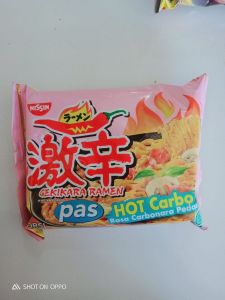 NISSIN
ラーメン
激辛
GEKIKARA RAMEN
pas
HOT Carbo
Rasa Carbonara Pedas
SHOT ON OPPO